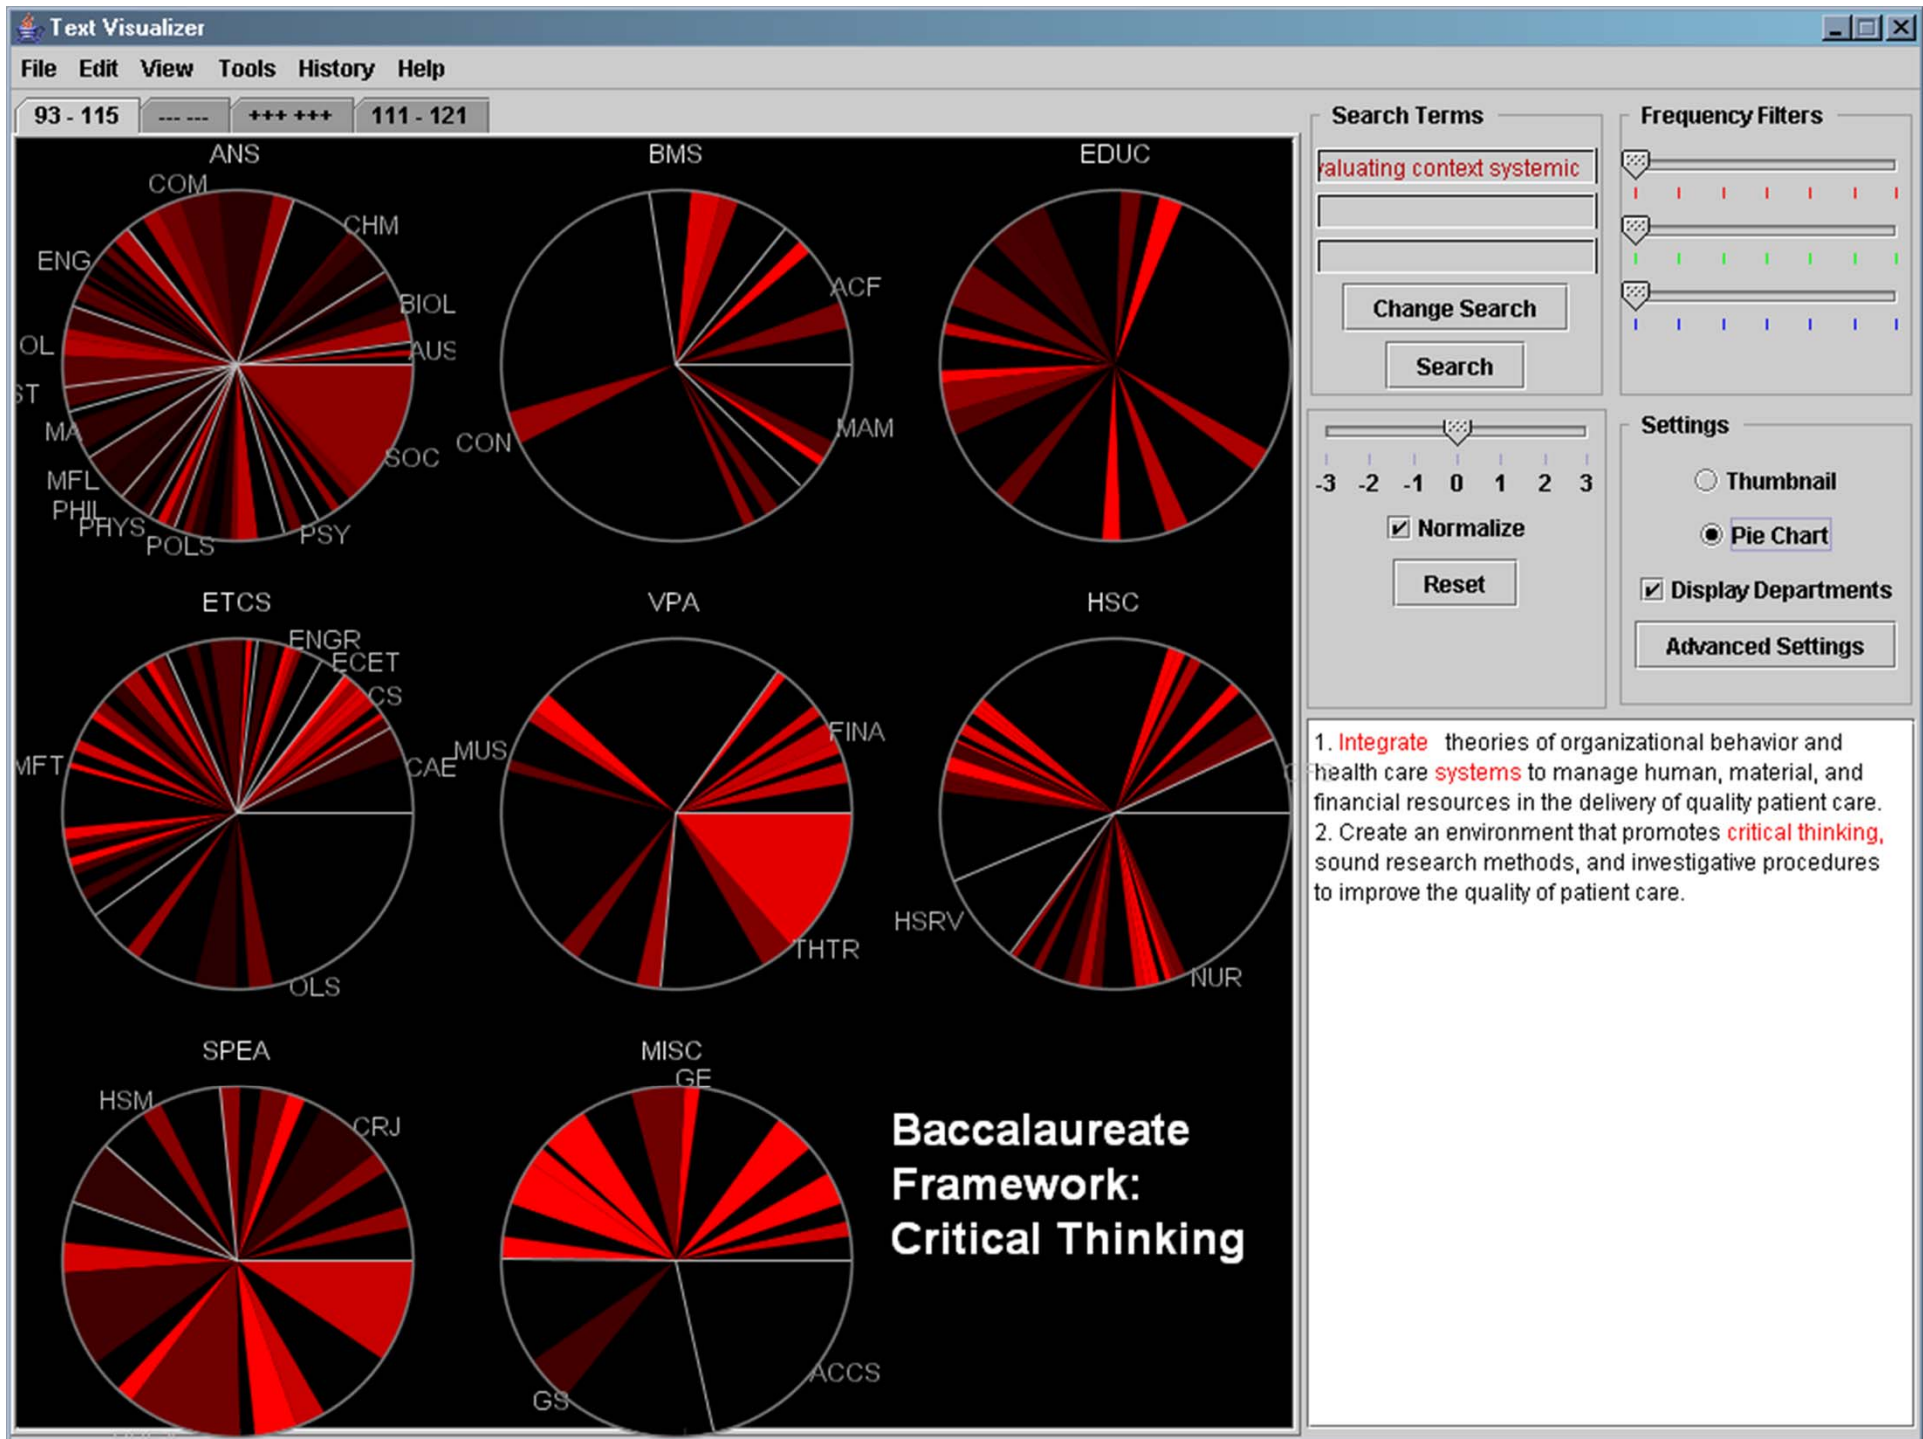 Text Visualizer
File Edit View Tools History Help
93 - 115 --- --- +++ +++ 111 - 121
ANS
COM
CHM
ENG
BIOL
OL
AUS
ST
MA
SOC
MFL
PHIL
PHYS
POLS
PSY
BMS
ACF
CON
MAM
EDUC
ETCS
ENGR
ECET
CS
MFT
CAE
OLS
VPA
MUS
FINA
THTR
HSC
HSRV
NUR
SPEA
HSM
CRJ
MISC
GE
GS
ACCS
Baccalaureate
Framework:
Critical Thinking
Search Terms
valuating context systemic
Change Search
Search
Frequency Filters
-3 -2 -1 0 1 2 3
Normalize
Reset
Settings
Thumbnail
Pie Chart
Display Departments
Advanced Settings
1. Integrate theories of organizational behavior and
health care systems to manage human, material, and
financial resources in the delivery of quality patient care.
2. Create an environment that promotes critical thinking,
sound research methods, and investigative procedures
to improve the quality of patient care.